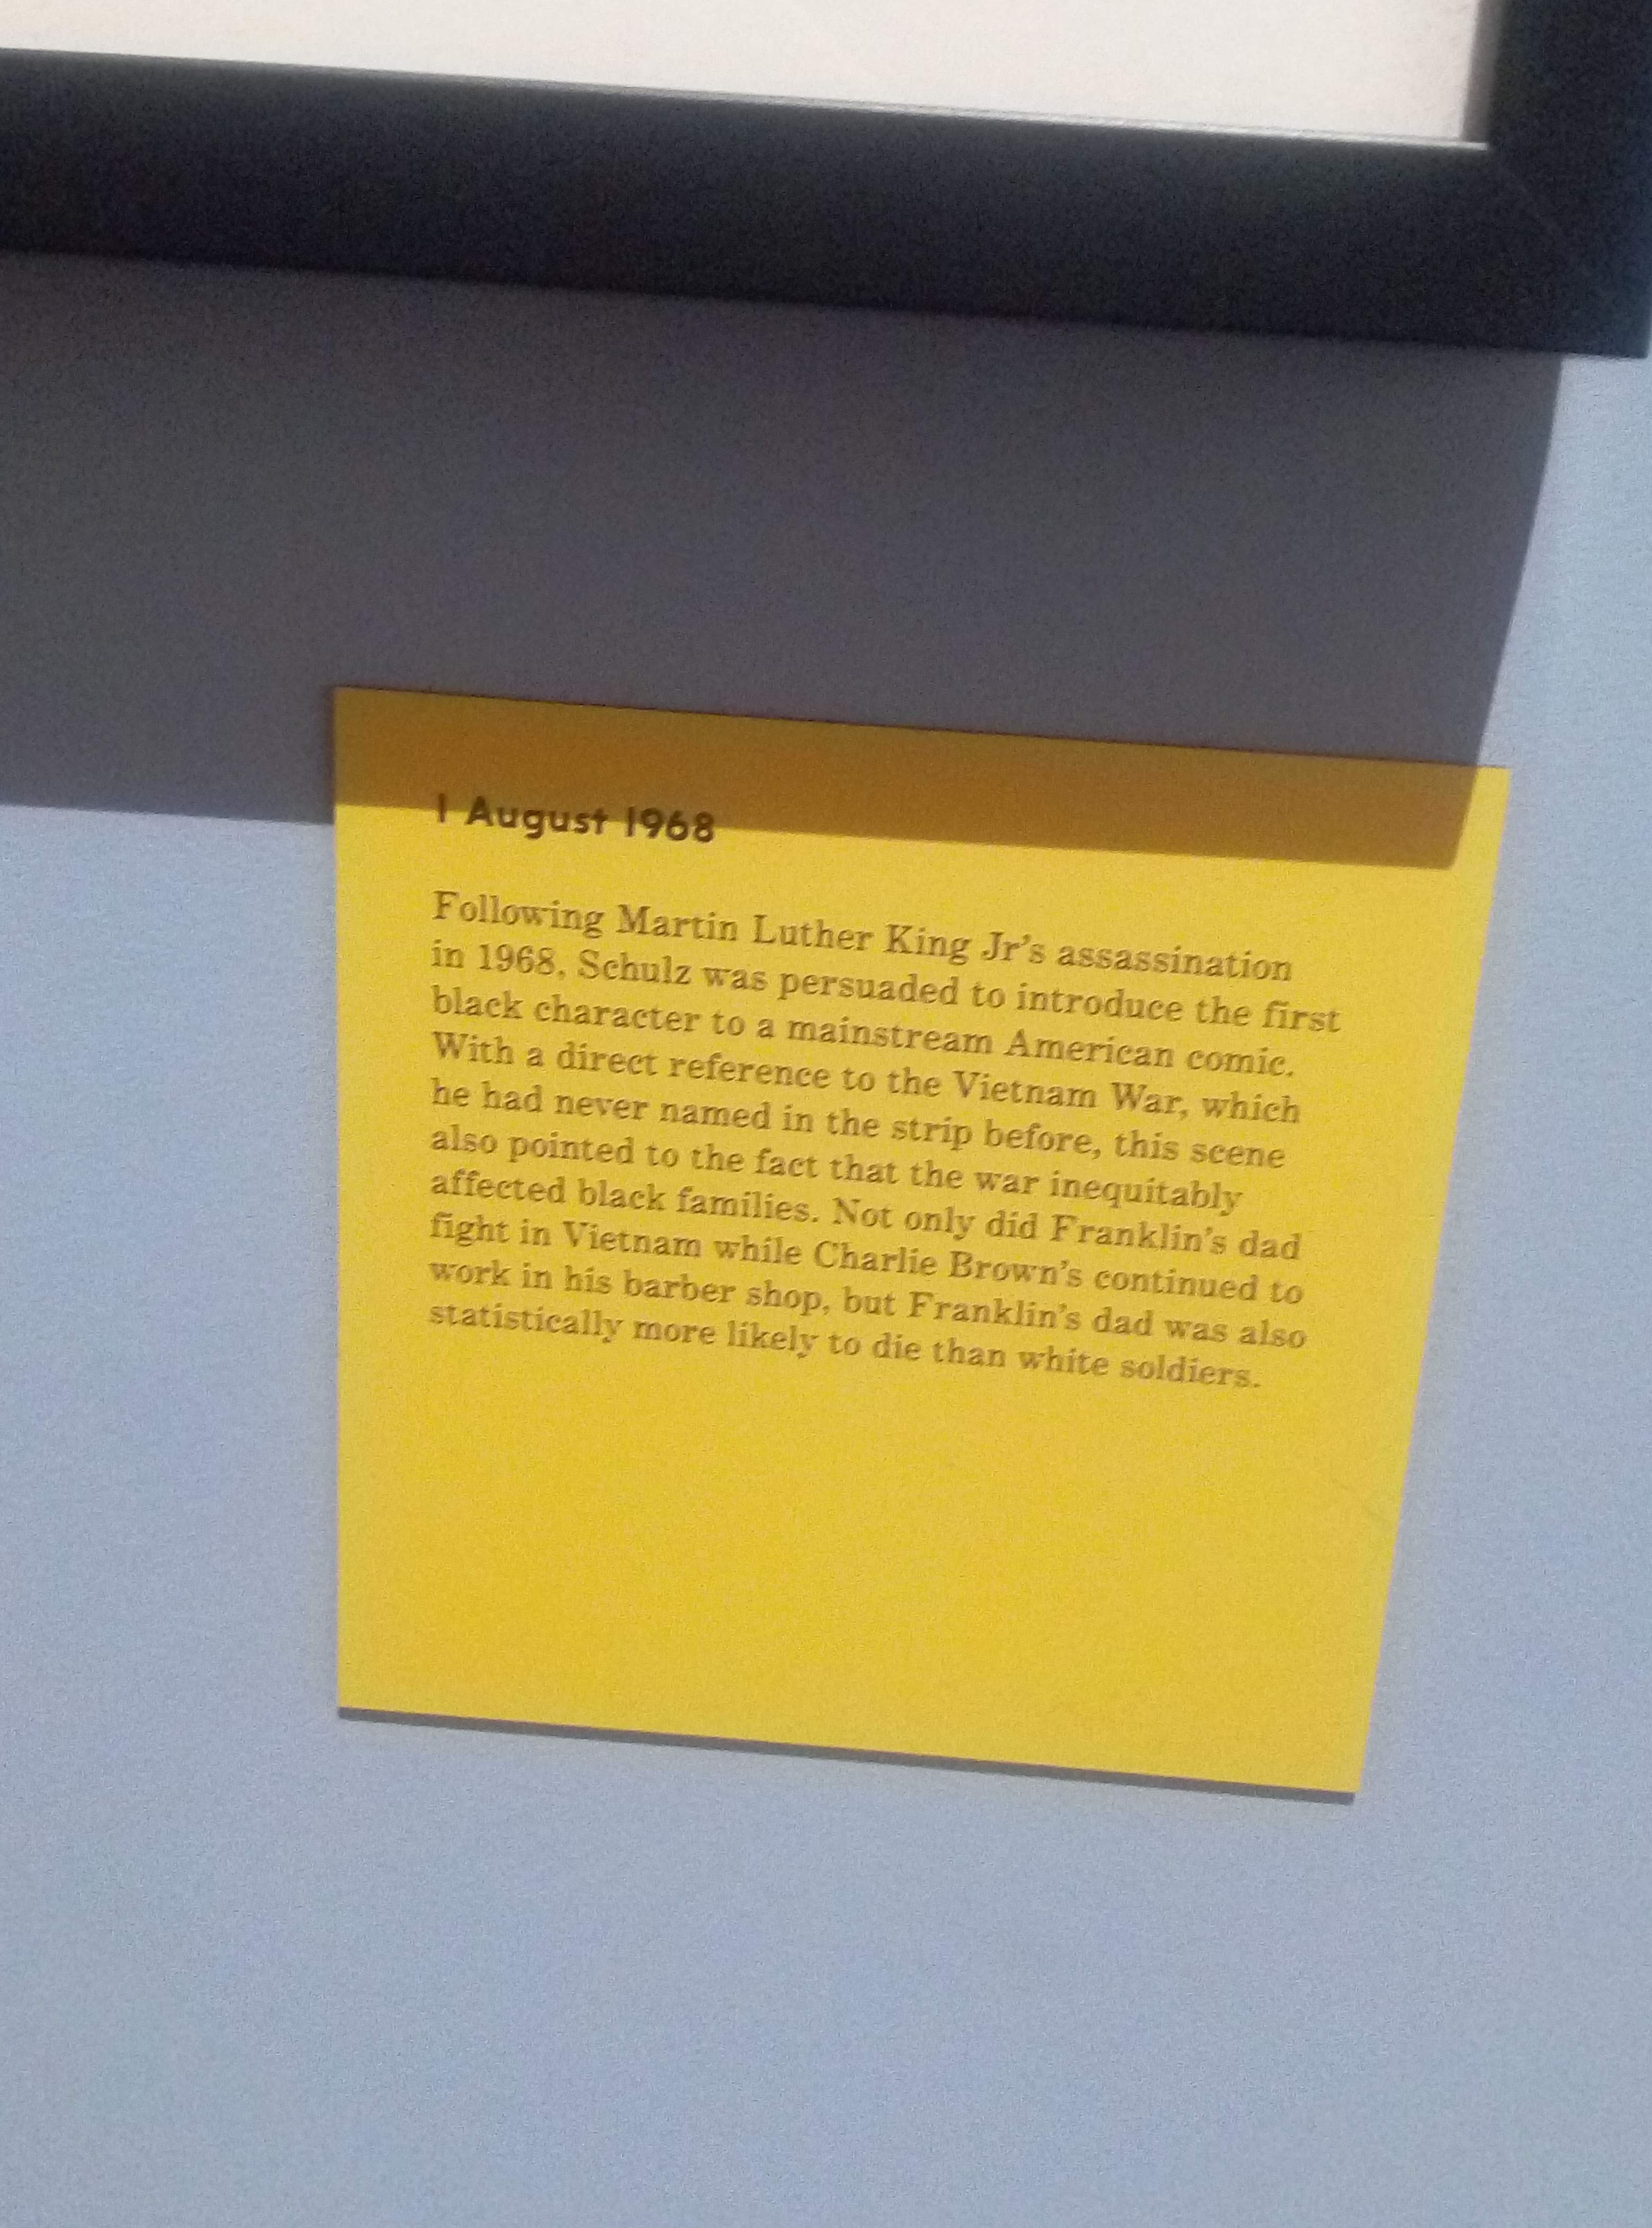 1 August 1968
Following Martin Luther King Jr's assassination
in 1968, Schulz was persuaded to introduce the first
black character to a mainstream American comic.
With a direct reference to the Vietnam War, which
he had never named in the strip before, this scene
also pointed to the fact that the war inequitably
affected black families. Not only did Franklin's dad
fight in Vietnam while Charlie Brown's continued to
work in his barber shop, but Franklin's dad was also
statistically more likely to die than white soldiers.